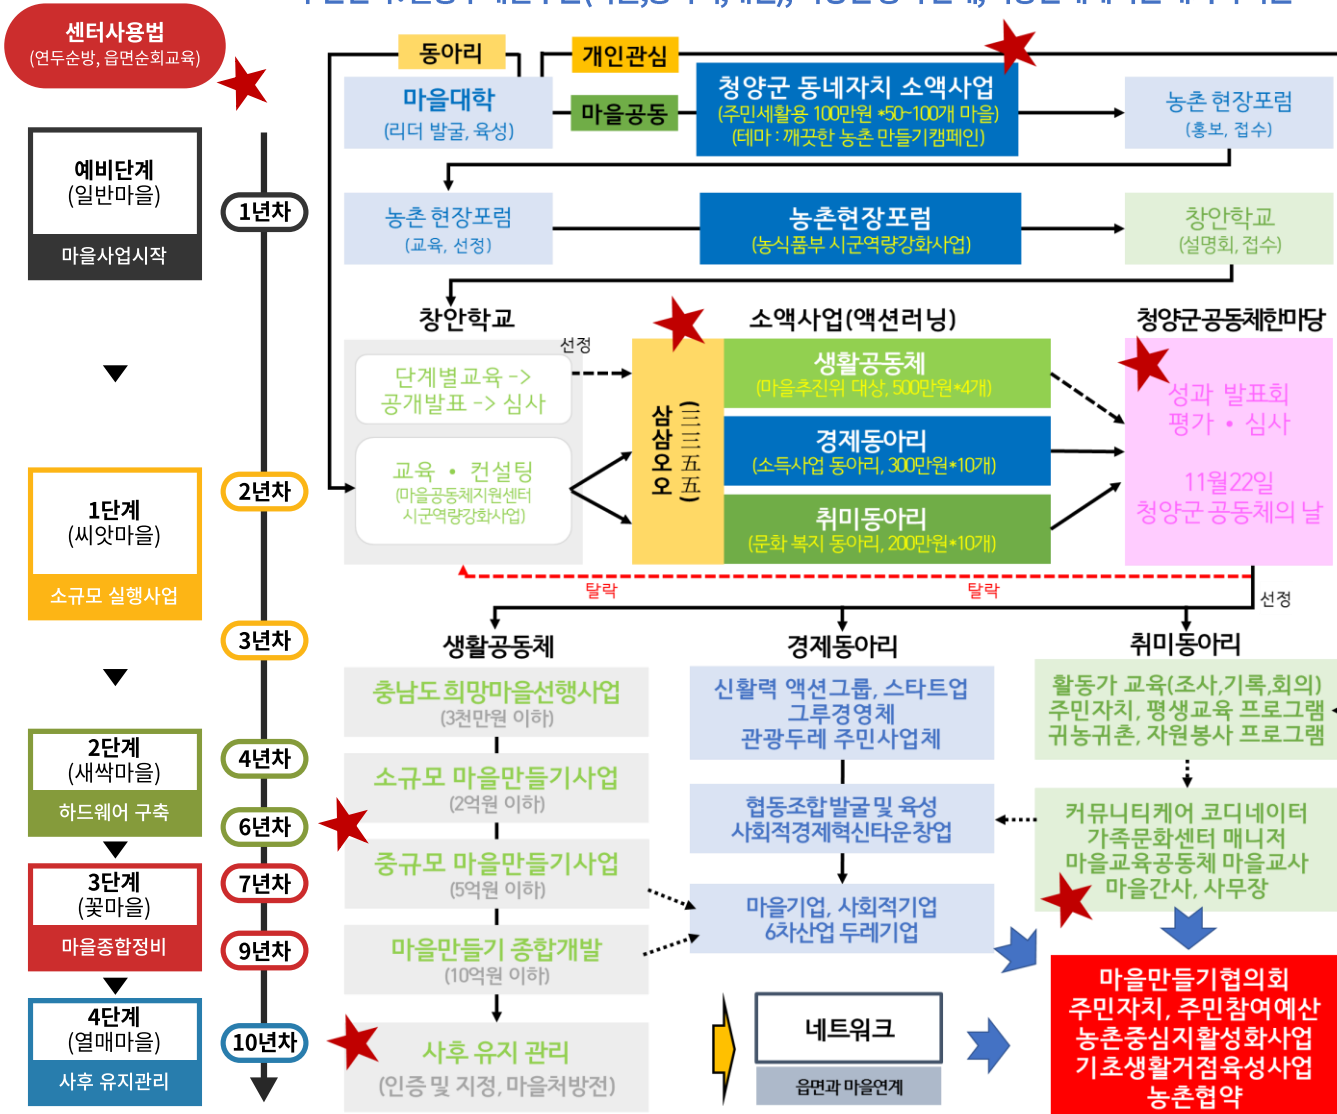 센터사용법
(연두순방, 읍면순회교육)
동아리
개인관심
마을대학
(리더 발굴, 육성)
마을공동
청양군 동네자치 소액사업
(주민세활용 100만원 *50~100개 마을)
(테마 : 깨끗한 농촌 만들기캠페인)
농촌 현장포럼
(홍보, 접수)
예비단계
(일반마을)
마을사업시작
1년차
농촌 현장포럼
(교육, 선정)
농촌현장포럼
(농식품부 시군역량강화사업)
창안학교
(설명회, 접수)
창안학교
소액사업(액션러닝)
청양군공동체한마당
선정
단계별교육 ->
공개발표 -> 심사
교육 • 컨설팅
(마을공동체지원센터
시군역량강화사업)
삼삼오오
(三三五五)
생활공동체
(마을추진위 대상, 500만원*4개)
경제동아리
(소득사업 동아리, 300만원*10개)
취미동아리
(문화 복지 동아리, 200만원*10개)
성과 발표회
평가 • 심사
11월22일
청양군 공동체의 날
2년차
1단계
(씨앗마을)
소규모 실행사업
탈락
탈락
선정
3년차
생활공동체
경제동아리
취미동아리
충남도 희망마을선행사업
(3천만원 이하)
신활력 액션그룹, 스타트업
그루경영체
관광두레 주민사업체
활동가 교육(조사,기록,회의)
주민자치, 평생교육 프로그램
귀농귀촌, 자원봉사 프로그램
2단계
(새싹마을)
하드웨어 구축
4년차
6년차
소규모 마을만들기사업
(2억원 이하)
협동조합 발굴 및 육성
사회적경제혁신타운창업
커뮤니티케어 코디네이터
가족문화센터 매니저
마을교육공동체 마을교사
마을간사, 사무장
3단계
(꽃마을)
마을종합정비
7년차
9년차
중규모 마을만들기사업
(5억원 이하)
마을기업, 사회적기업
6차산업 두레기업
마을만들기 종합개발
(10억원 이하)
4단계
(열매마을)
사후 유지관리
10년차
사후 유지 관리
(인증 및 지정, 마을처방전)
네트워크
읍면과 마을연계
마을만들기협의회
주민자치, 주민참여예산
농촌중심지활성화사업
기초생활거점육성사업
농촌협약